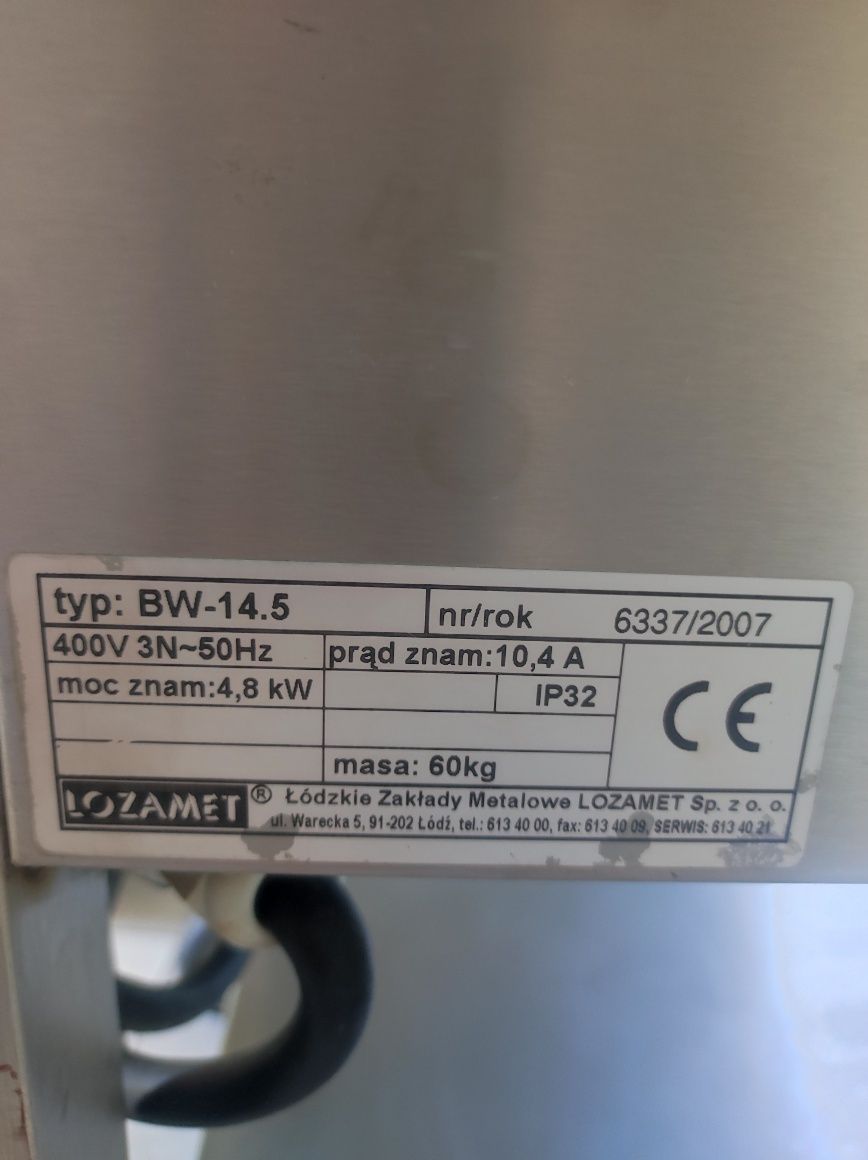 typ: BW-14.5 nr/rok 6337/2007
400V 3N~50Hz prąd znam:10,4 A
moc znam:4,8 kW IP32
CE
masa: 60kg
LOZAMET ® Łódzkie Zakłady Metalowe LOZAMET Sp. z o. o.
ul. Warecka 5, 91-202 Łódź, tel.: 613 40 00, fax: 613 40 09, SERWIS: 613 40 21